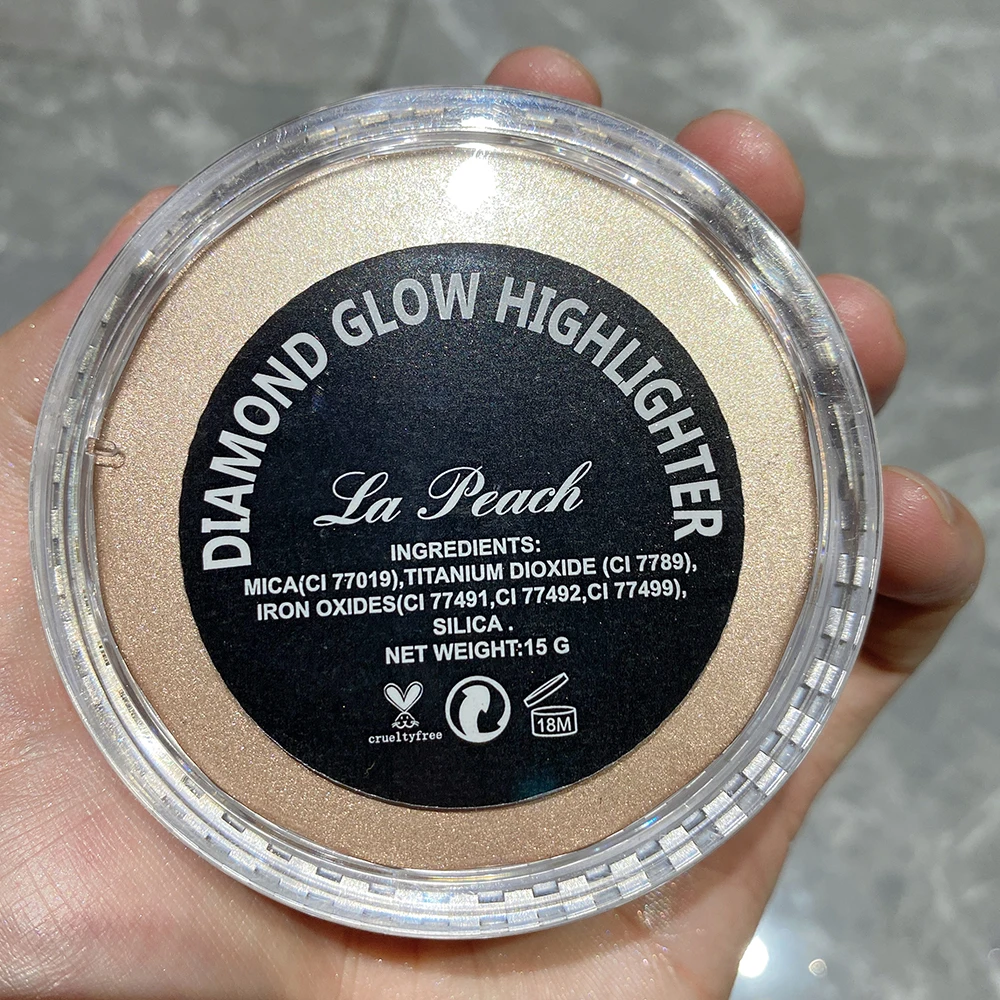 DIAMOND GLOW HIGHLIGHTER
La Peach
INGREDIENTS:
MICA(CI 77019),TITANIUM DIOXIDE (CI 7789),
IRON OXIDES(CI 77491,CI 77492,CI 77499),
SILICA .
NET WEIGHT:15 G
crueltyfree
18M